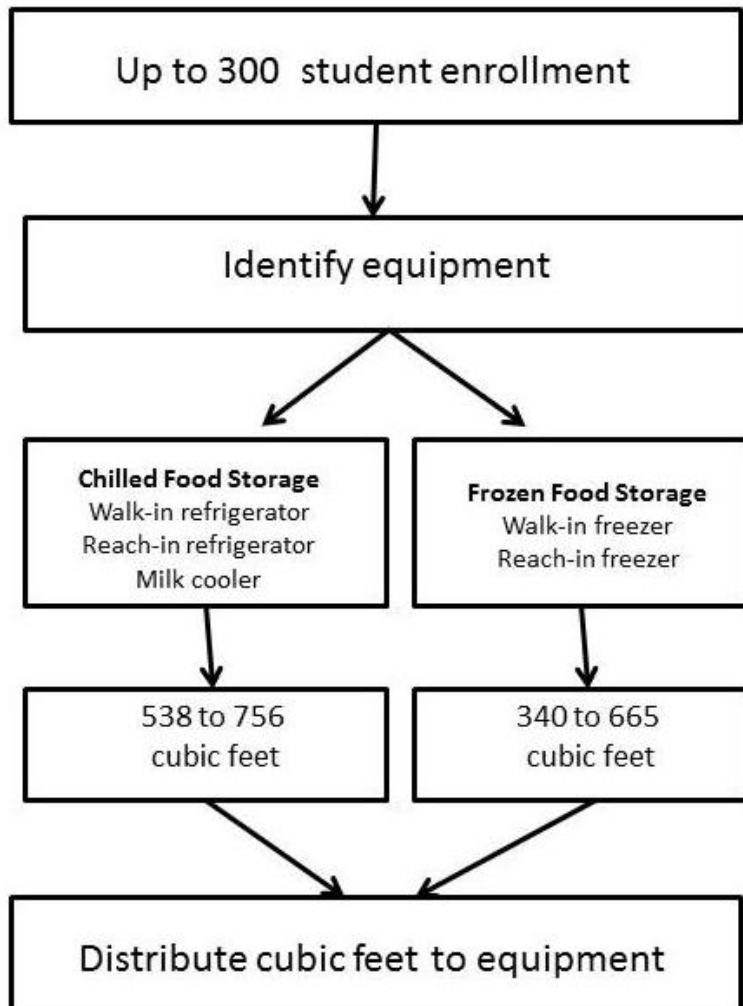 Up to 300 student enrollment
Identify equipment
Chilled Food Storage
Walk-in refrigerator
Reach-in refrigerator
Milk cooler
Frozen Food Storage
Walk-in freezer
Reach-in freezer
538 to 756
cubic feet
340 to 665
cubic feet
Distribute cubic feet to equipment